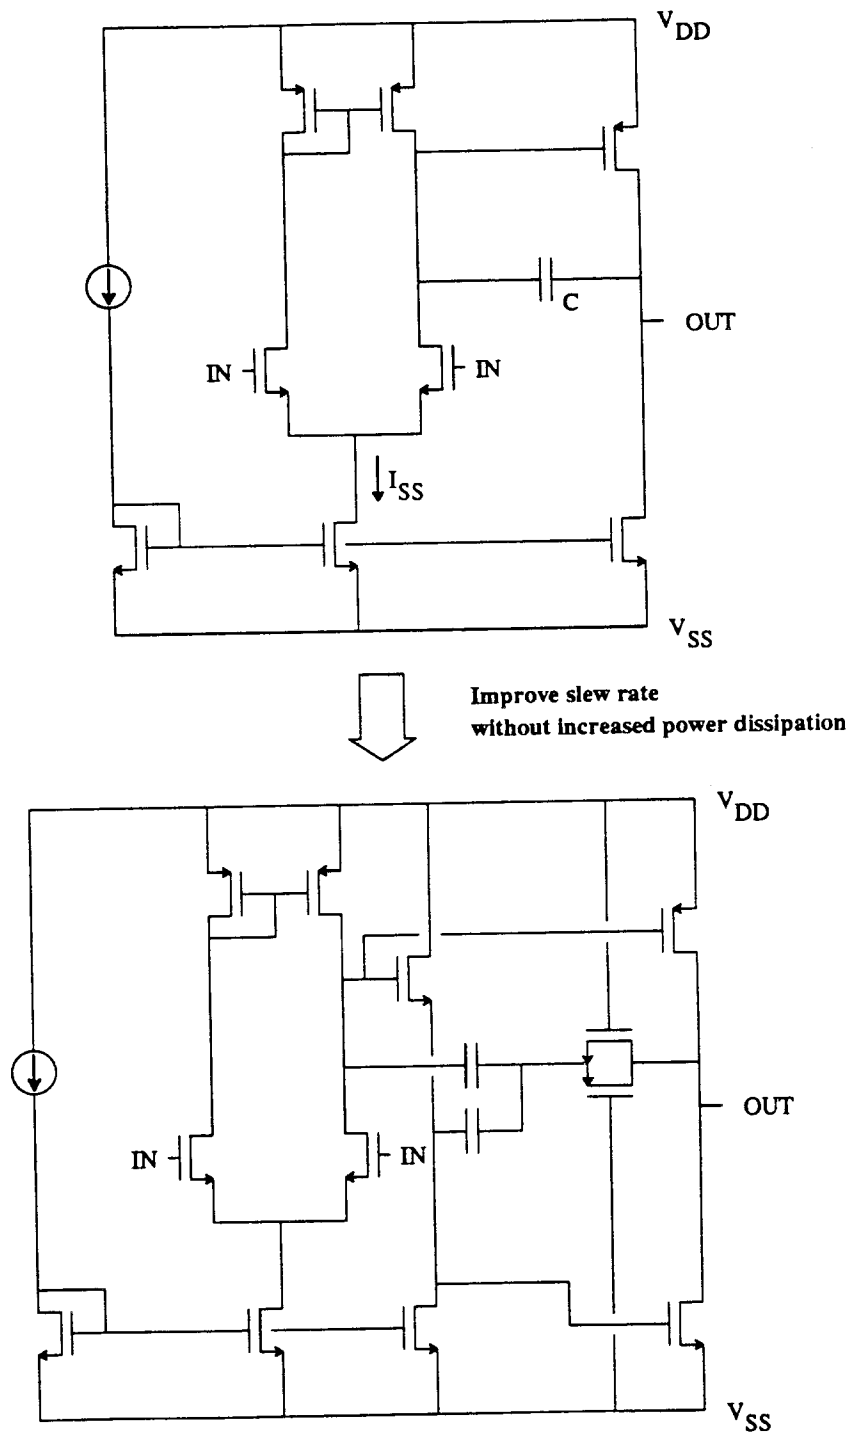 VDD
C
OUT
IN
IN
ISS
VSS
Improve slew rate
without increased power dissipation
VDD
OUT
IN
IN
VSS